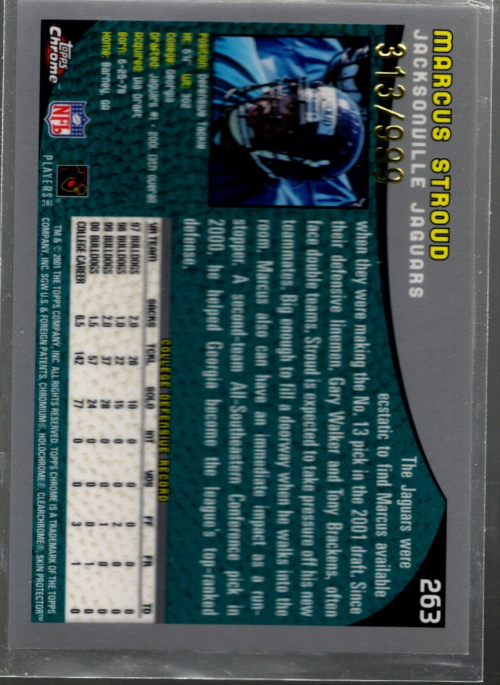 263
MARCUS STROUD
JACKSONVILLE JAGUARS
313/999
The Jaguars were
ecstatic to find Marcus available
when they were making the No. 13 pick in the 2001 draft. Since
their defensive linemen, Gary Walker and Tony Brackens, often
face double teams, Stroud is expected to take pressure off his new
teammates. Big enough to fill a doorway when he walks into the
room, Marcus also can have an immediate impact as a run-
stopper. A second-team All-Southeastern Conference pick in
2000, he helped Georgia become the league's top-ranked
defense.
Position: Defensive Tackle
Ht: 6'6" Wt: 302
College: Georgia
Drafted: Jaguars #1 - 2001, 13th Overall
Acquired: Via Draft
Born: 6-25-78
Home: Barney, GA
COLLEGE DEFENSIVE RECORD
YR TEAM SACKS TCKL SOLO INT YDS FF FR TD
97 BULLDOGS 2.0 26 10 0 0 0 0 0
98 BULLDOGS 1.0 22 15 0 0 2 0 0
99 BULLDOGS 2.0 37 28 0 0 1 1 0
00 BULLDOGS 1.5 57 24 0 0 0 0 0
COLLEGE CAREER 6.5 142 77 0 0 3 1 0
Topps
Chrome
NFL
PLAYERS INC
TM & © 2001 THE TOPPS COMPANY, INC. ALL RIGHTS RESERVED. TOPPS CHROME IS A TRADEMARK OF THE TOPPS
COMPANY, INC. SGW U.S. & FOREIGN PATENTS, CHROMIUM®, HOLOCHROME®, CLEARCHROME®, SKIN PROTECTOR™